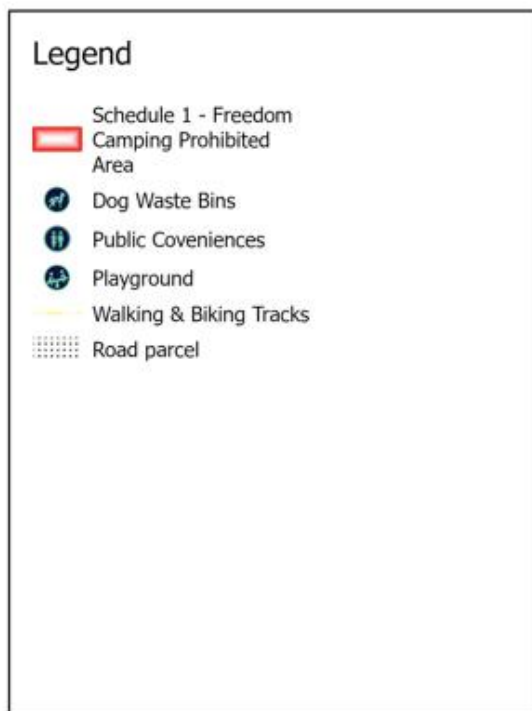 Legend
Schedule 1 - Freedom
Camping Prohibited
Area
Dog Waste Bins
Public Coveniences
Playground
Walking & Biking Tracks
Road parcel